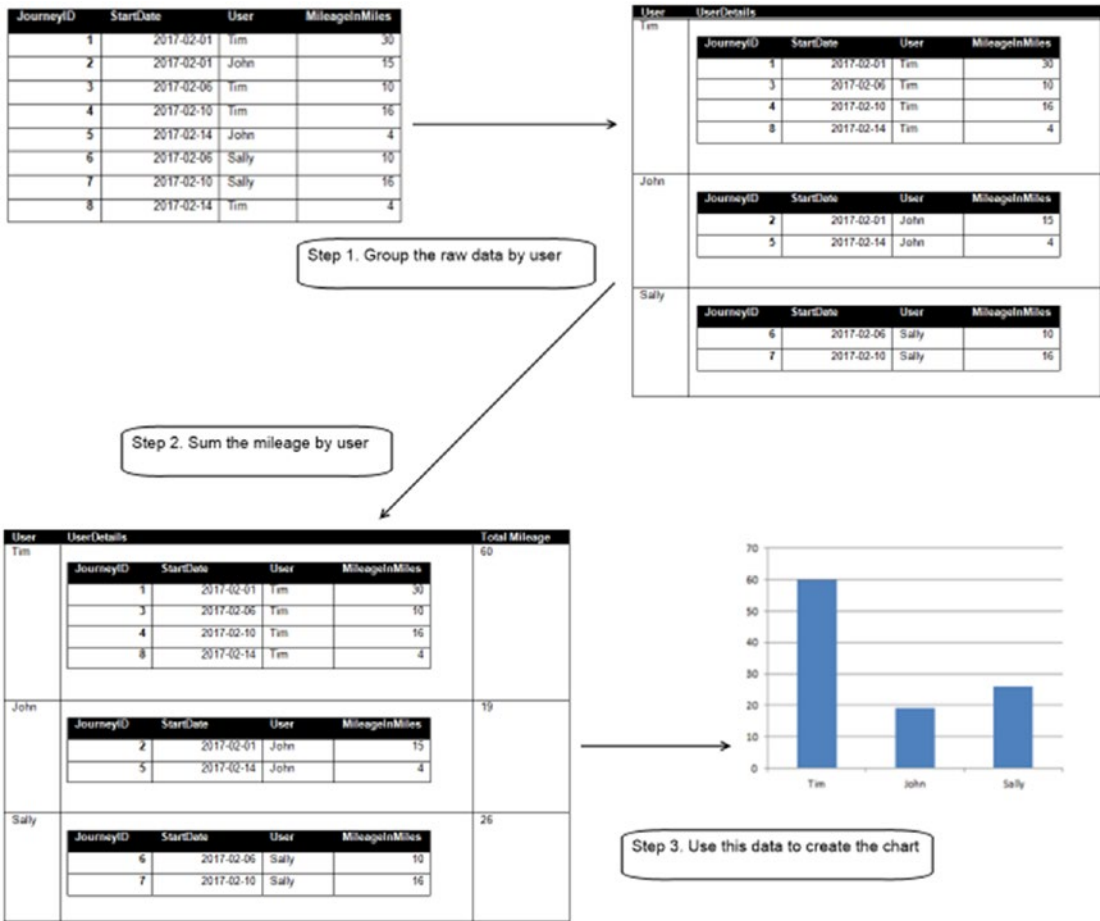 JourneyID StartDate User MileageInMiles
1 2017-02-01 Tim 30
2 2017-02-01 John 15
3 2017-02-06 Tim 10
4 2017-02-10 Tim 16
5 2017-02-14 John 4
6 2017-02-06 Sally 10
7 2017-02-10 Sally 16
8 2017-02-14 Tim 4
User UserDetails
Tim
JourneyID StartDate User MileageInMiles
1 2017-02-01 Tim 30
3 2017-02-06 Tim 10
4 2017-02-10 Tim 16
8 2017-02-14 Tim 4
John
JourneyID StartDate User MileageInMiles
2 2017-02-01 John 15
5 2017-02-14 John 4
Sally
JourneyID StartDate User MileageInMiles
6 2017-02-06 Sally 10
7 2017-02-10 Sally 16
Step 1. Group the raw data by user
Step 2. Sum the mileage by user
User UserDetails Total Mileage
Tim 60
JourneyID StartDate User MileageInMiles
1 2017-02-01 Tim 30
3 2017-02-06 Tim 10
4 2017-02-10 Tim 16
8 2017-02-14 Tim 4
John 19
JourneyID StartDate User MileageInMiles
2 2017-02-01 John 15
5 2017-02-14 John 4
Sally 26
JourneyID StartDate User MileageInMiles
6 2017-02-06 Sally 10
7 2017-02-10 Sally 16
70
60
50
40
30
20
10
0
Tim John Sally
Step 3. Use this data to create the chart